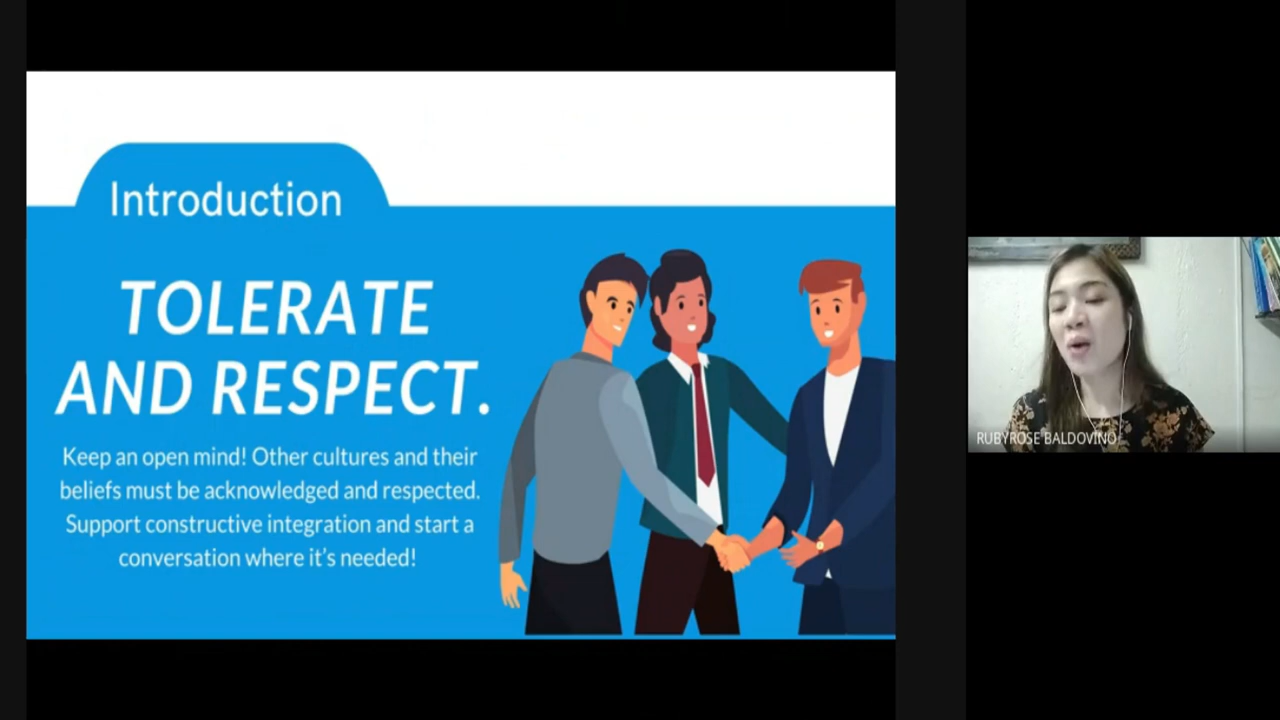 Introduction
TOLERATE
AND RESPECT.
Keep an open mind! Other cultures and their
beliefs must be acknowledged and respected.
Support constructive integration and start a
conversation where it's needed!
RUBYROSE BALDOVINO